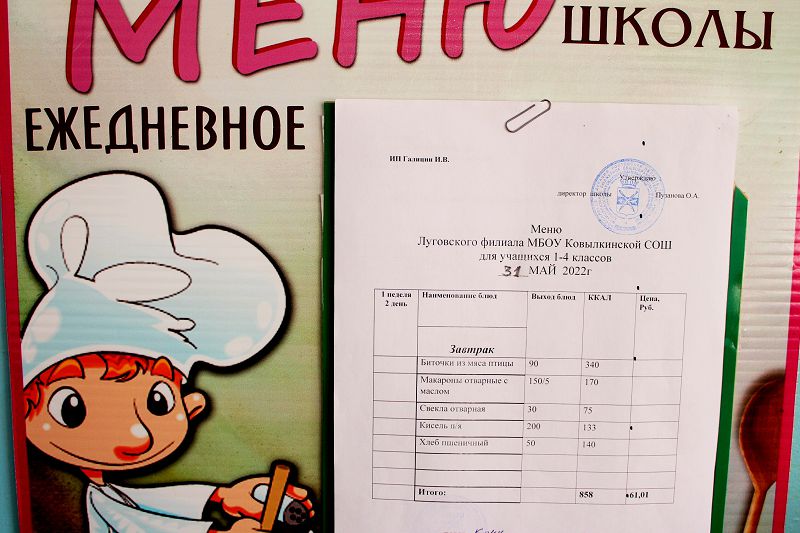 МЕНЮ
ШКОЛЫ
ЕЖЕДНЕВНОЕ
ИП Галицин И.В.
Утверждаю
директор школы Пузанова О.А.
Меню
Луговского филиала МБОУ Ковылкинской СОШ
для учащихся 1-4 классов
31 МАЙ 2022г
1 неделя 2 день Наименование блюд Выход блюд ККАЛ Цена, Руб.
Завтрак
Биточки из мяса птицы 90 340
Макароны отварные с маслом 150/5 170
Свекла отварная 30 75
Кисель п/я 200 133
Хлеб пшеничный 50 140
Итого: 858 61,01